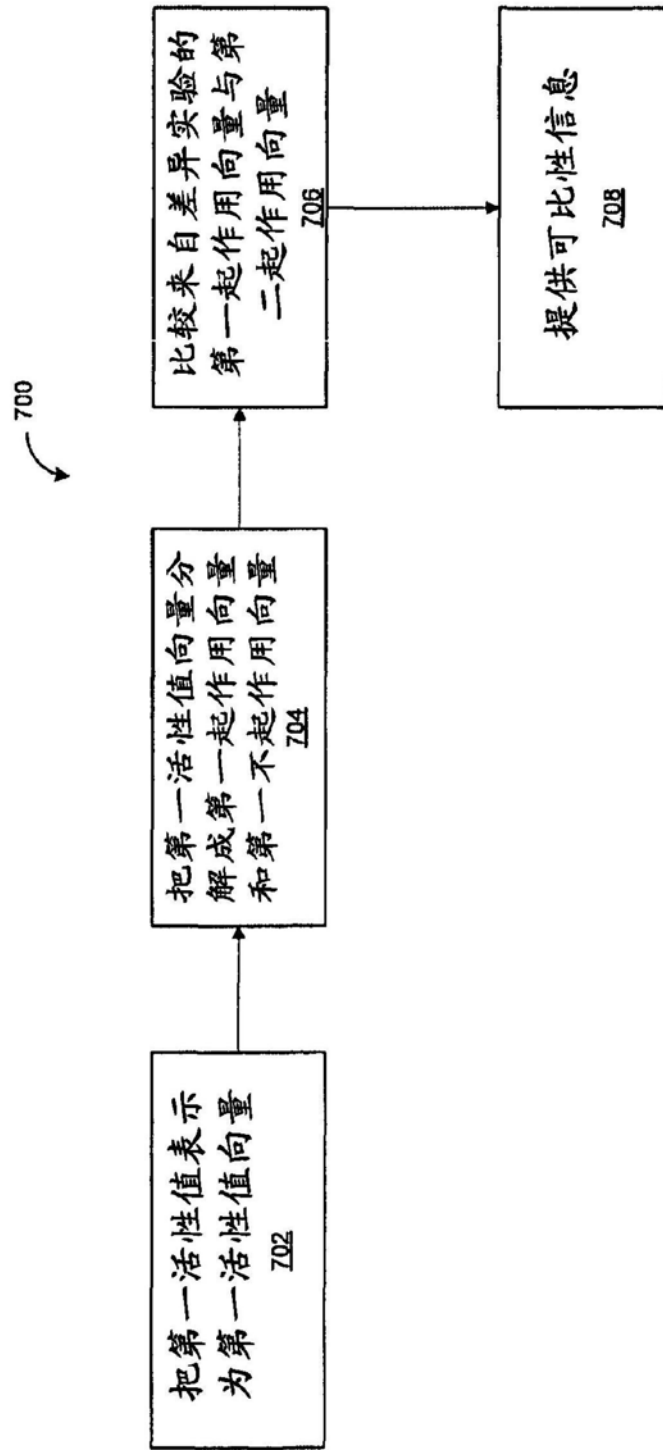 700
把第一活性值表示
为第一活性值向量
702
把第一活性值向量分
解成第一起作用向量
和第一不起作用向量
704
比较来自差异实验的
第一起作用向量与第
二起作用向量
706
提供可比性信息
708